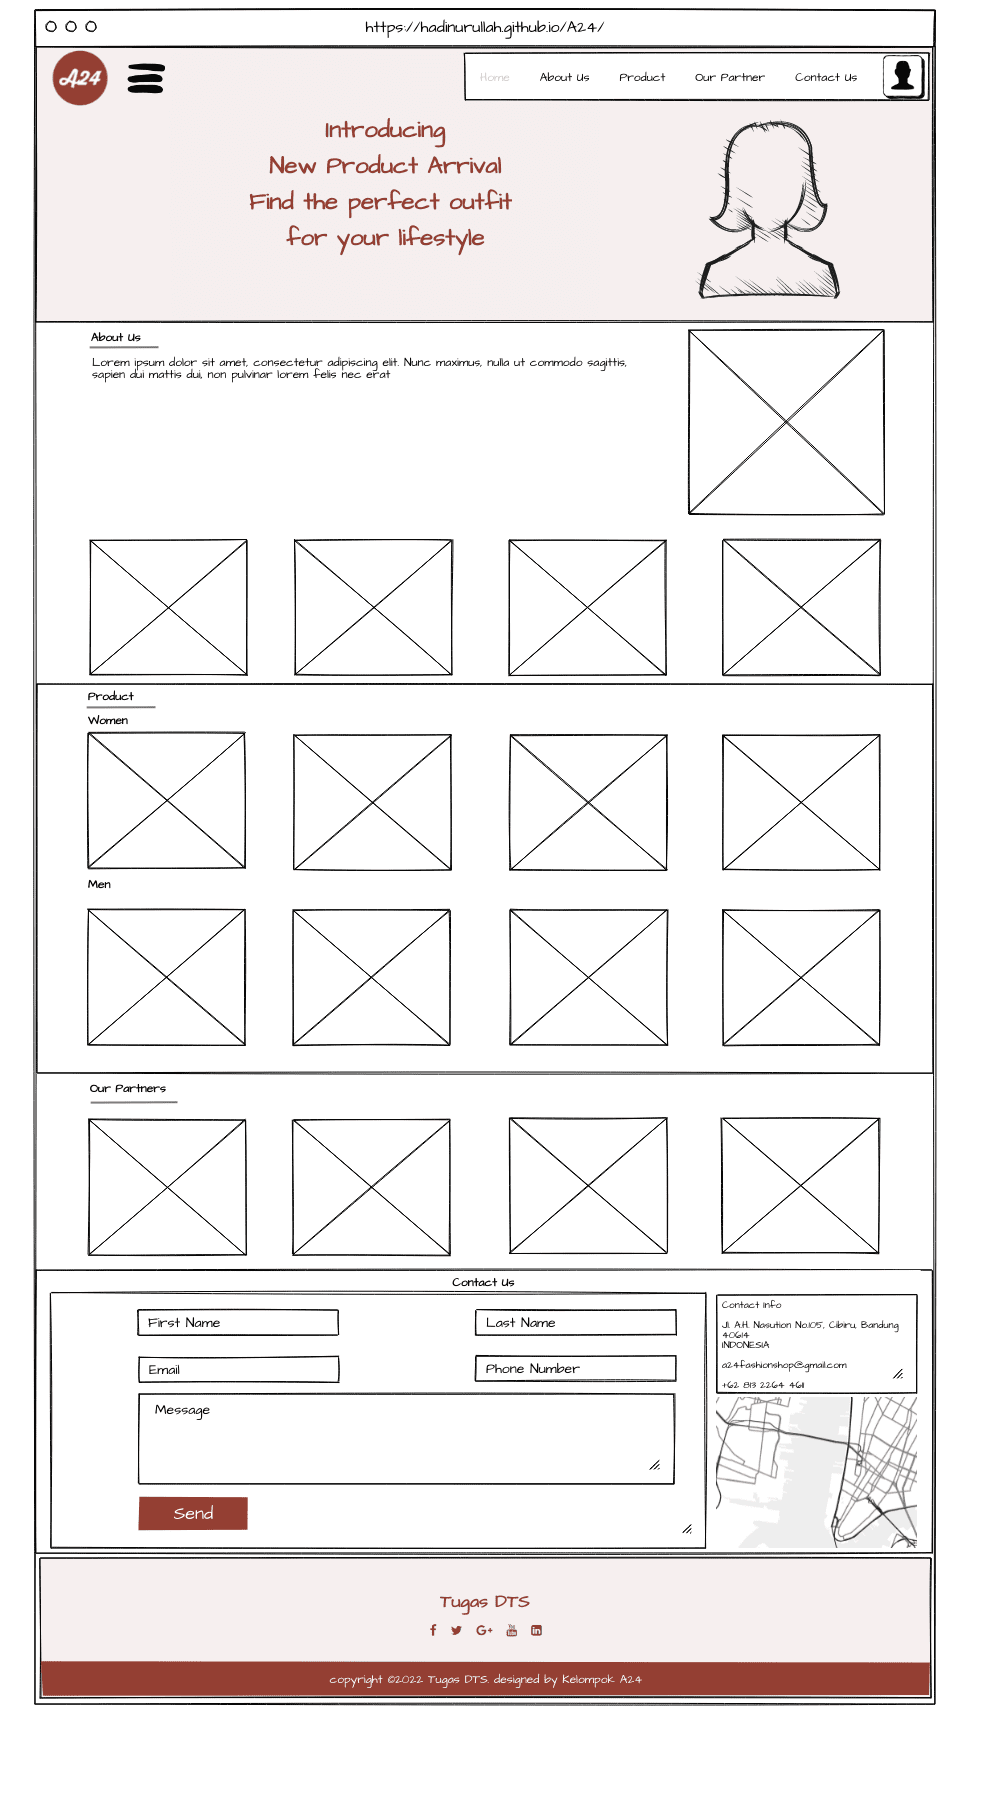 https://hadinurullah.github.io/A24/
A24
Home About Us Product Our Partner Contact Us
Introducing
New Product Arrival
Find the perfect outfit
for your lifestyle
About Us
Lorem ipsum dolor sit amet, consectetur adipiscing elit. Nunc maximus, nulla ut commodo sagittis,
sapien dui mattis dui, non pulvinar lorem felis nec erat
Product
Women
Men
Our Partners
Contact Us
First Name
Last Name
Email
Phone Number
Message
Send
Contact Info
Jl. A.H. Nasution No.105, Cibiru, Bandung
40614
INDONESIA
a24fashionshop@gmail.com
+62 813 2264 4611
Tugas DTS
copyright ©2022 Tugas DTS. designed by Kelompok A24